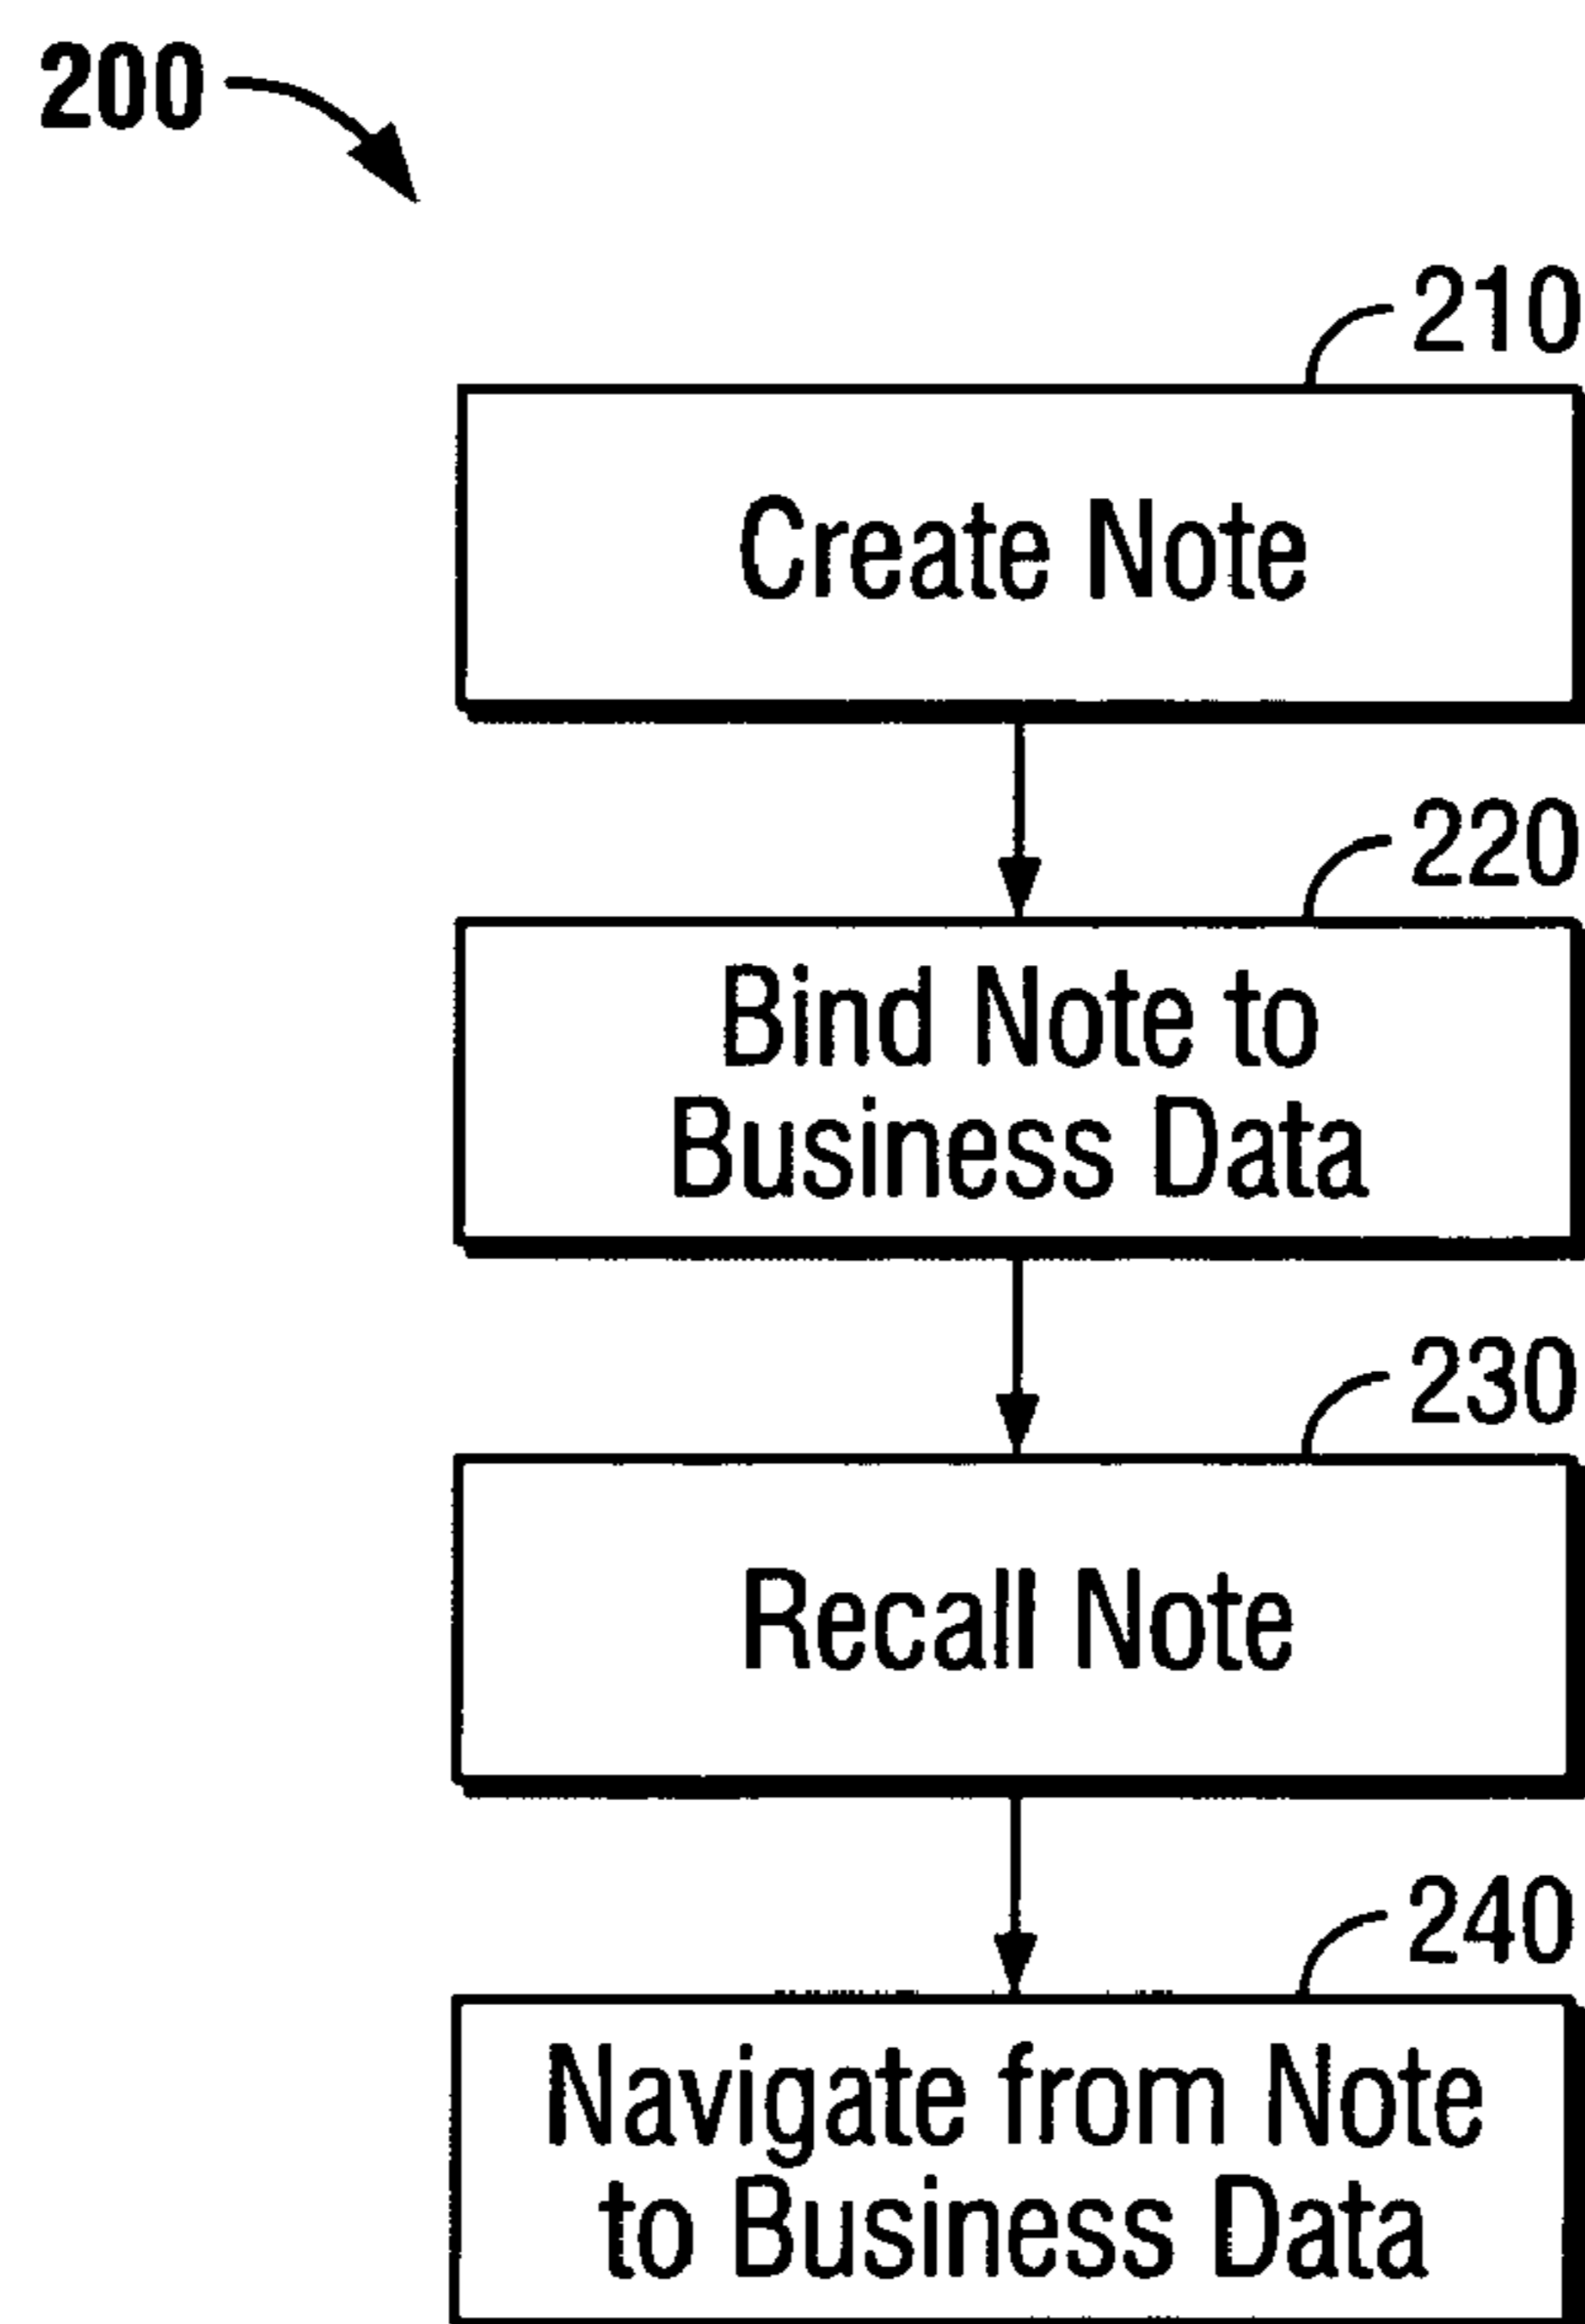 200
210
Create Note
220
Bind Note to
Business Data
230
Recall Note
240
Navigate from Note
to Business Data